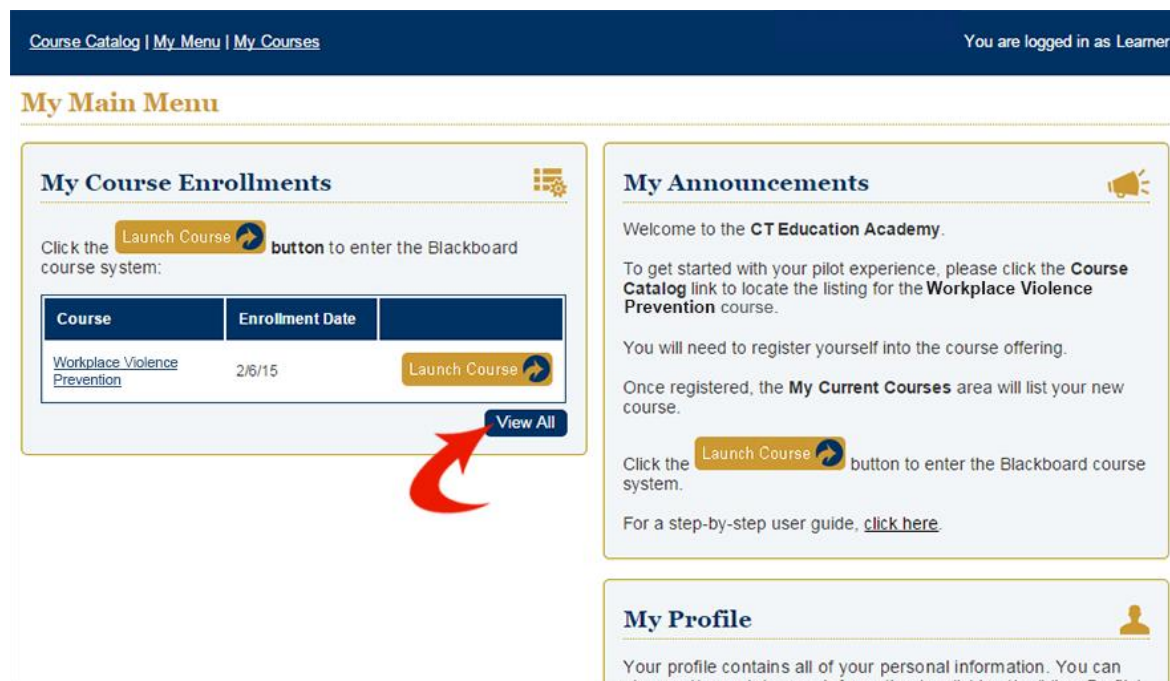 Course Catalog | My Menu | My Courses
You are logged in as Learner
My Main Menu
My Course Enrollments
Click the Launch Course button to enter the Blackboard
course system:
Course Enrollment Date
Workplace Violence
Prevention
2/6/15
Launch Course
View All
My Announcements
Welcome to the CT Education Academy.
To get started with your pilot experience, please click the Course
Catalog link to locate the listing for the Workplace Violence
Prevention course.
You will need to register yourself into the course offering.
Once registered, the My Current Courses area will list your new
course.
Click the Launch Course button to enter the Blackboard course
system.
For a step-by-step user guide, click here.
My Profile
Your profile contains all of your personal information. You can